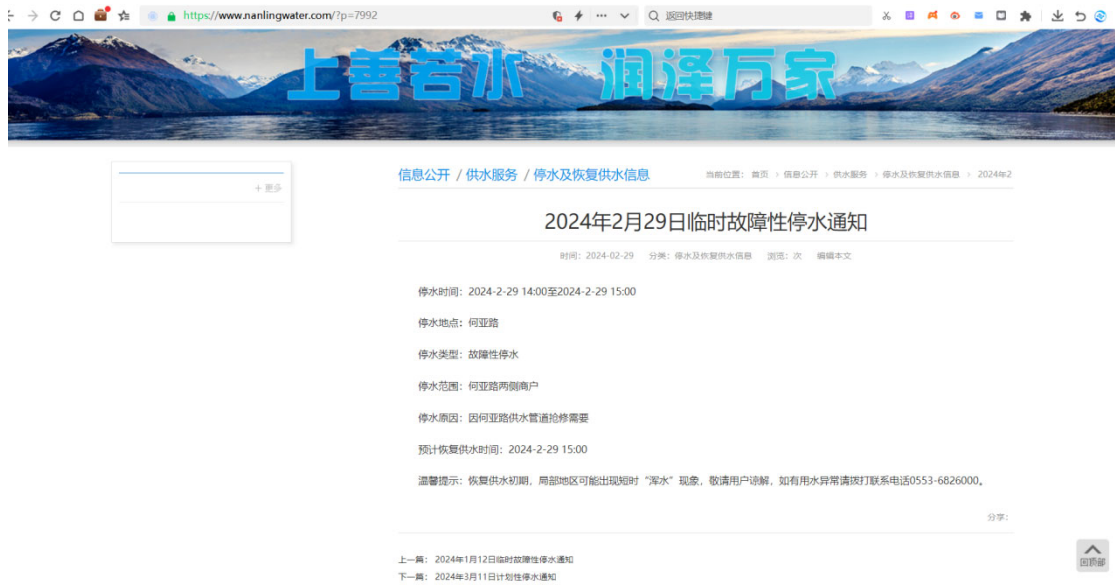 https://www.nanlingwater.com/?p=7992
返回快捷键
上善若水 润泽万家
+ 更多
信息公开 / 供水服务 / 停水及恢复供水信息
当前位置： 首页 > 信息公开 > 供水服务 > 停水及恢复供水信息 > 2024年2
2024年2月29日临时故障性停水通知
时间：2024-02-29 分类：停水及恢复供水信息 浏览：次 编辑本文
停水时间：2024-2-29 14:00至2024-2-29 15:00
停水地点：何亚路
停水类型：故障性停水
停水范围：何亚路两侧商户
停水原因：因何亚路供水管道抢修需要
预计恢复供水时间：2024-2-29 15:00
温馨提示：恢复供水初期，局部地区可能出现短时“浑水”现象，敬请用户谅解，如有用水异常请拨打联系电话0553-6826000。
分享：
上一篇： 2024年1月12日临时故障性停水通知
下一篇： 2024年3月11日计划性停水通知
回顶部